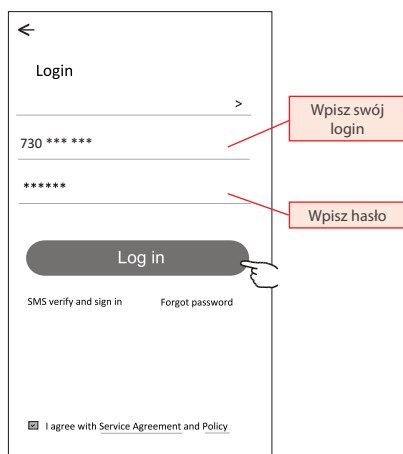 Login
>
Wpisz swój
login
730 *** ***
******
Wpisz hasło
Log in
SMS verify and sign in Forgot password
I agree with Service Agreement and Policy